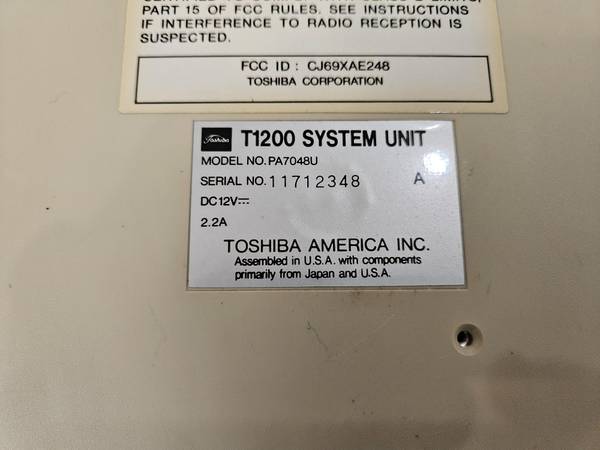 PART 15 OF FCC RULES. SEE INSTRUCTIONS
IF INTERFERENCE TO RADIO RECEPTION IS
SUSPECTED.
FCC ID : CJ69XAE248
TOSHIBA CORPORATION
Toshiba T1200 SYSTEM UNIT
MODEL NO. PA7048U
SERIAL NO. 11712348 A
DC12V⎓
2.2A
TOSHIBA AMERICA INC.
Assembled in U.S.A. with components
primarily from Japan and U.S.A.